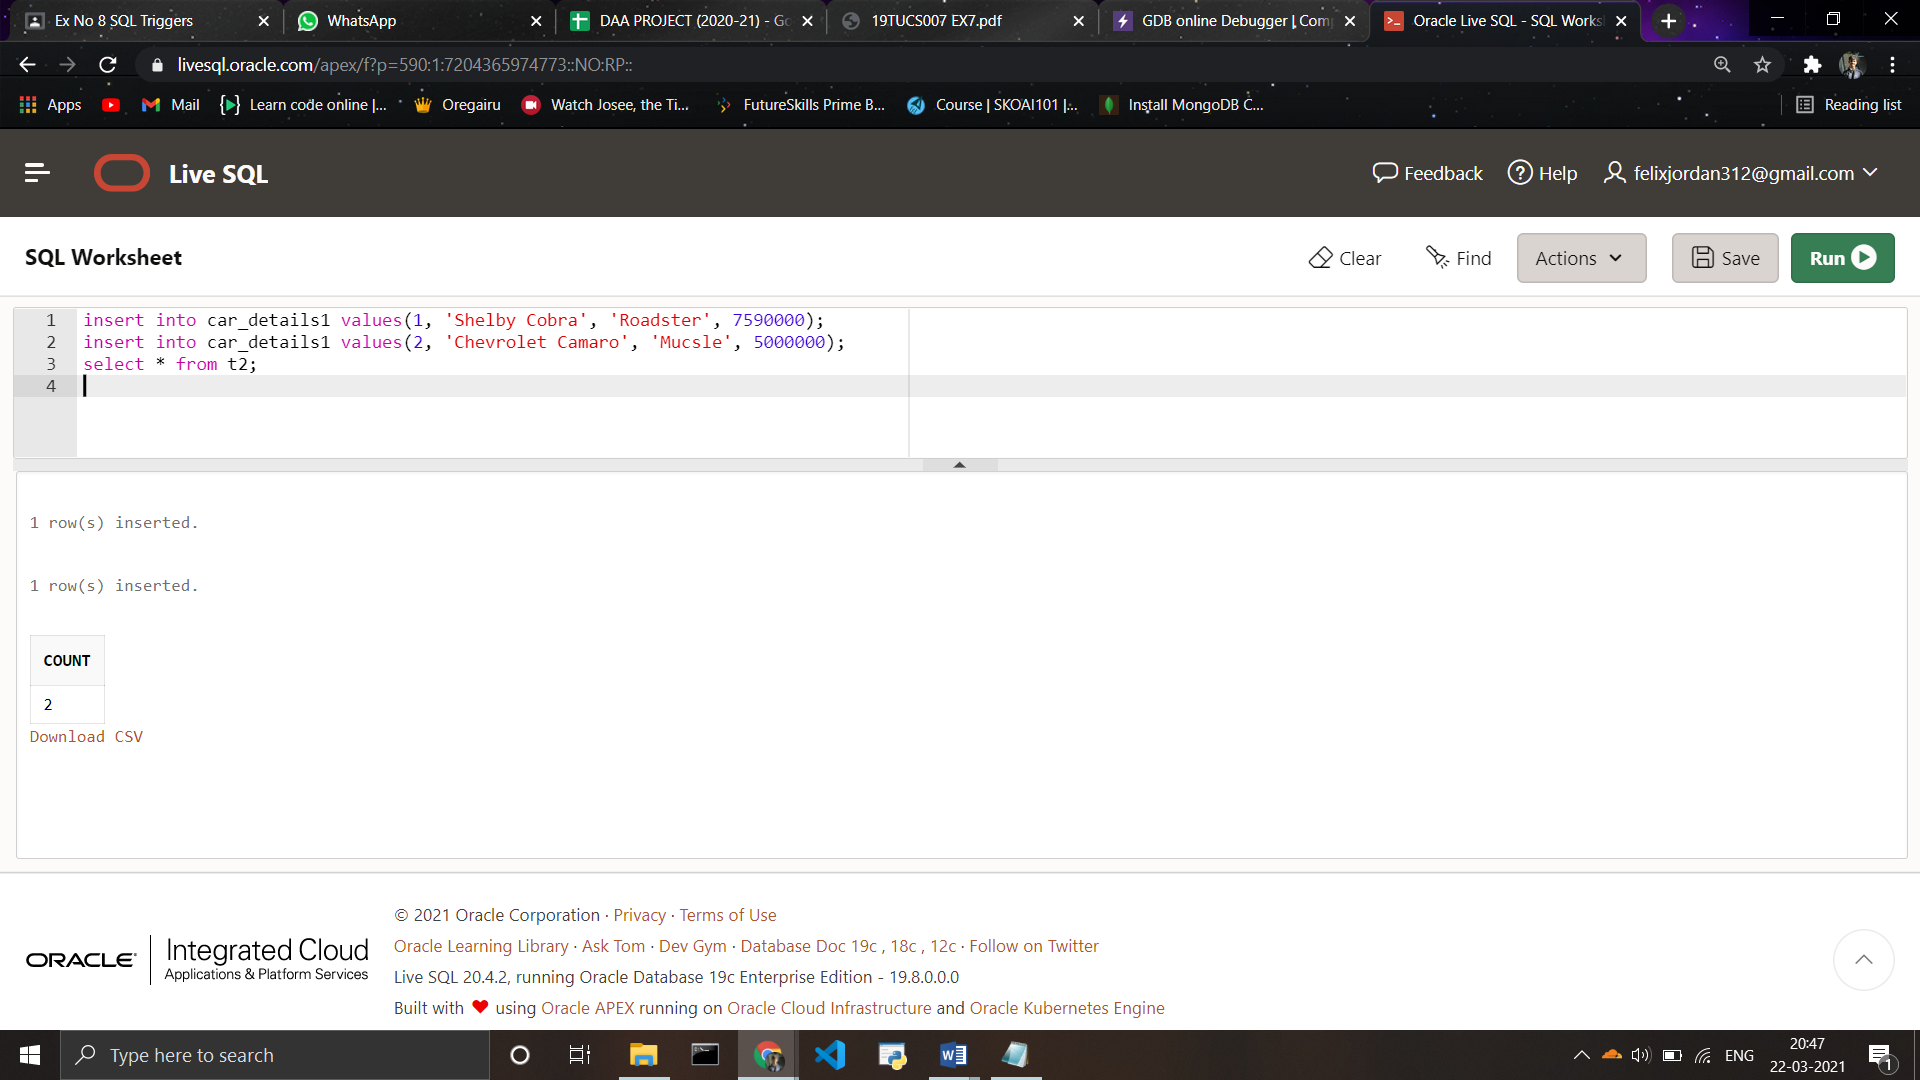 Ex No 8 SQL Triggers
WhatsApp
DAA PROJECT (2020-21) - Go
19TUCS007 EX7.pdf
GDB online Debugger | Com
Oracle Live SQL - SQL Works
livesql.oracle.com/apex/f?p=590:1:7204365974773::NO:RP::
Apps
Mail
Learn code online |...
Oregairu
Watch Josee, the Ti...
FutureSkills Prime B...
Course | SKOAI101 |...
Install MongoDB C...
Reading list
Live SQL
Feedback
Help
felixjordan312@gmail.com
SQL Worksheet
Clear
Find
Actions
Save
Run
1 insert into car_details1 values(1, 'Shelby Cobra', 'Roadster', 7590000);
2 insert into car_details1 values(2, 'Chevrolet Camaro', 'Mucsle', 5000000);
3 select * from t2;
4
1 row(s) inserted.
1 row(s) inserted.
COUNT
2
Download CSV
© 2021 Oracle Corporation · Privacy · Terms of Use
Oracle Learning Library · Ask Tom · Dev Gym · Database Doc 19c , 18c , 12c · Follow on Twitter
Live SQL 20.4.2, running Oracle Database 19c Enterprise Edition - 19.8.0.0.0
Built with ❤ using Oracle APEX running on Oracle Cloud Infrastructure and Oracle Kubernetes Engine
ORACLE
Integrated Cloud
Applications & Platform Services
Type here to search
ENG
20:47
22-03-2021
1